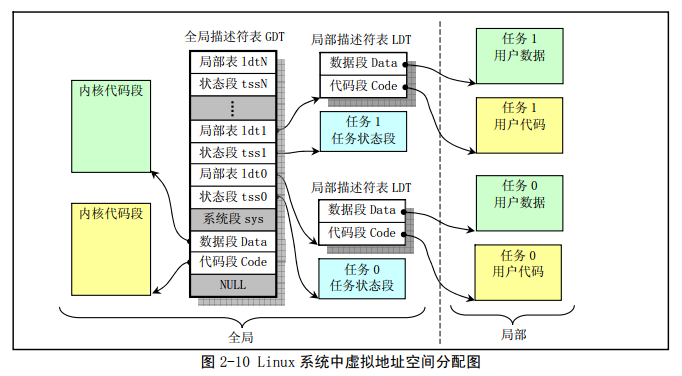 全局描述符表 GDT
局部描述符表 LDT
局部表 ldtN
状态段 tssN
局部表 ldt1
状态段 tss1
局部表 ldt0
状态段 tss0
系统段 sys
数据段 Data
代码段 Code
NULL
内核代码段
内核代码段
数据段 Data
代码段 Code
任务 1
任务状态段
局部描述符表 LDT
数据段 Data
代码段 Code
任务 0
任务状态段
任务 1
用户数据
任务 1
用户代码
任务 0
用户数据
任务 0
用户代码
全局
局部
图 2-10 Linux 系统中虚拟地址空间分配图